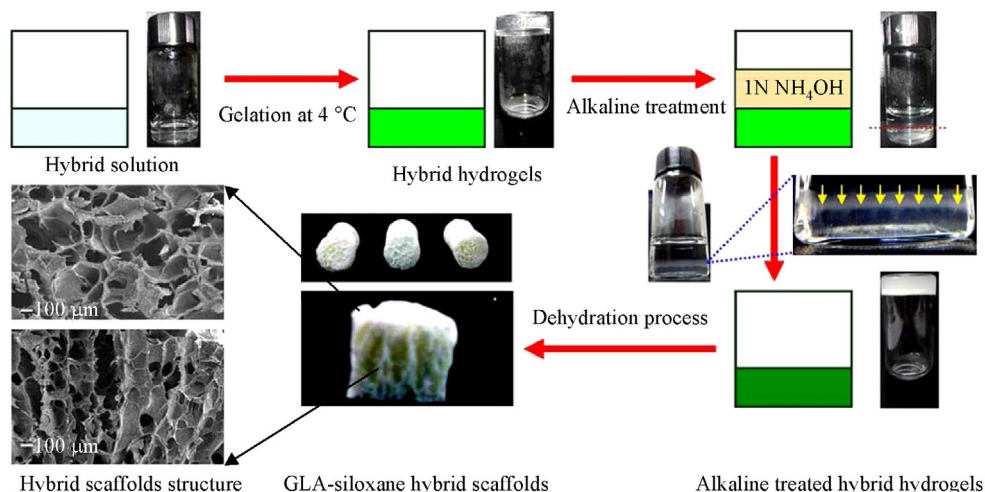 1N NH₄OH
Gelation at 4 °C
Alkaline treatment
Hybrid solution
Hybrid hydrogels
Dehydration process
100 μm
100 μm
Hybrid scaffolds structure
GLA-siloxane hybrid scaffolds
Alkaline treated hybrid hydrogels